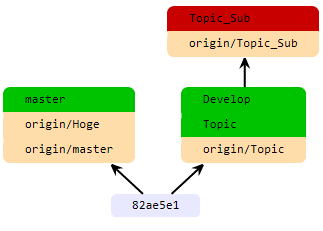 Topic_Sub
origin/Topic_Sub
master
origin/Hoge
origin/master
Develop
Topic
origin/Topic
82ae5e1